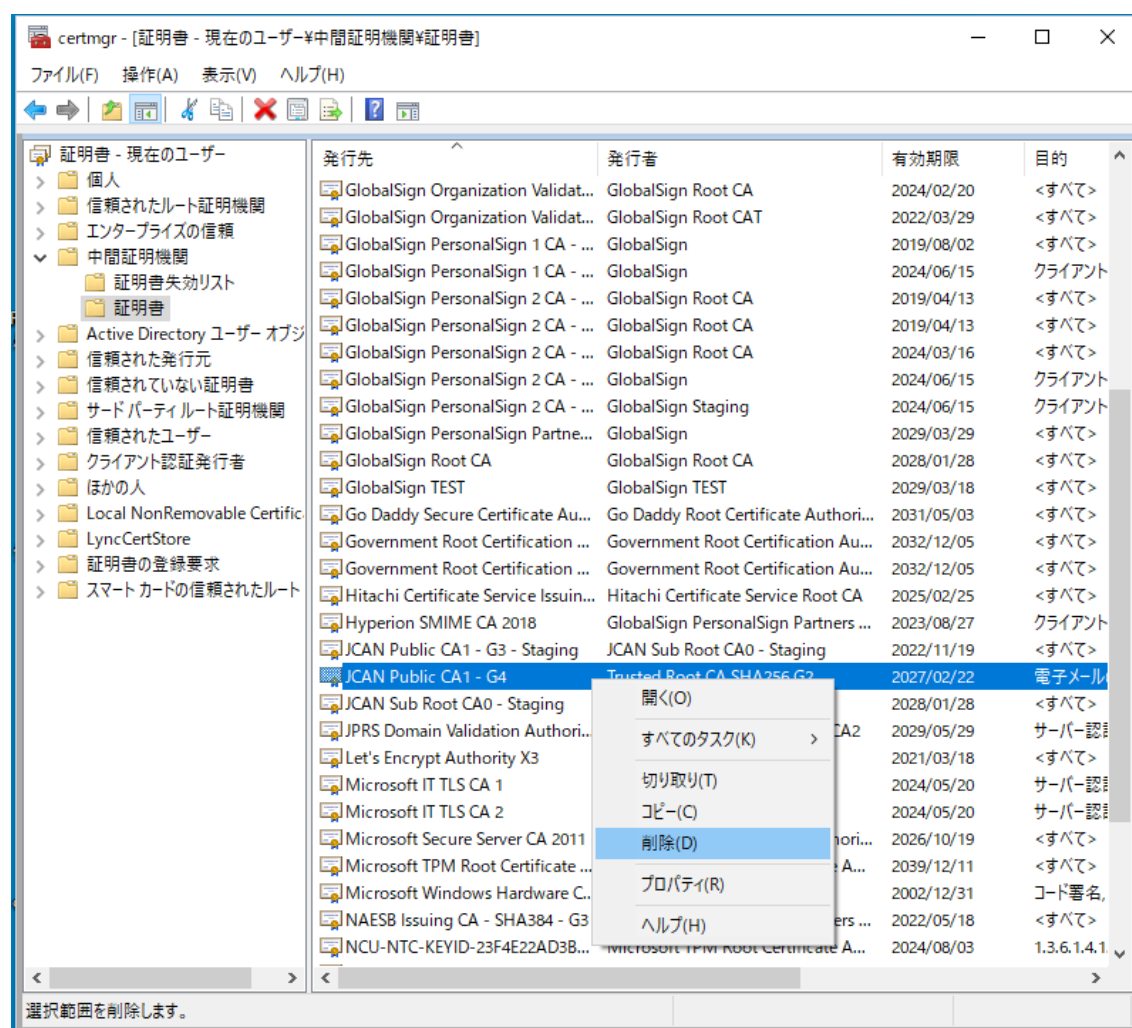 certmgr - [証明書 - 現在のユーザー¥中間証明機関¥証明書]
ファイル(F) 操作(A) 表示(V) ヘルプ(H)
証明書 - 現在のユーザー
個人
信頼されたルート証明機関
エンタープライズの信頼
中間証明機関
証明書失効リスト
証明書
Active Directory ユーザー オブジ
信頼された発行元
信頼されていない証明書
サード パーティ ルート証明機関
信頼されたユーザー
クライアント認証発行者
ほかの人
Local NonRemovable Certific
LyncCertStore
証明書の登録要求
スマート カードの信頼されたルート
発行先 発行者 有効期限 目的
GlobalSign Organization Validat... GlobalSign Root CA 2024/02/20 <すべて>
GlobalSign Organization Validat... GlobalSign Root CAT 2022/03/29 <すべて>
GlobalSign PersonalSign 1 CA - ... GlobalSign 2019/08/02 <すべて>
GlobalSign PersonalSign 1 CA - ... GlobalSign 2024/06/15 クライアント
GlobalSign PersonalSign 2 CA - ... GlobalSign Root CA 2019/04/13 <すべて>
GlobalSign PersonalSign 2 CA - ... GlobalSign Root CA 2019/04/13 <すべて>
GlobalSign PersonalSign 2 CA - ... GlobalSign Root CA 2024/03/16 <すべて>
GlobalSign PersonalSign 2 CA - ... GlobalSign 2024/06/15 クライアント
GlobalSign PersonalSign 2 CA - ... GlobalSign Staging 2024/06/15 クライアント
GlobalSign PersonalSign Partne... GlobalSign 2029/03/29 <すべて>
GlobalSign Root CA GlobalSign Root CA 2028/01/28 <すべて>
GlobalSign TEST GlobalSign TEST 2029/03/18 <すべて>
Go Daddy Secure Certificate Au... Go Daddy Root Certificate Authori... 2031/05/03 <すべて>
Government Root Certification ... Government Root Certification Au... 2032/12/05 <すべて>
Government Root Certification ... Government Root Certification Au... 2032/12/05 <すべて>
Hitachi Certificate Service Issuin... Hitachi Certificate Service Root CA 2025/02/25 <すべて>
Hyperion SMIME CA 2018 GlobalSign PersonalSign Partners ... 2023/08/27 クライアント
JCAN Public CA1 - G3 - Staging JCAN Sub Root CA0 - Staging 2022/11/19 <すべて>
JCAN Public CA1 - G4 Trusted Root CA SHA256 G2 2027/02/22 電子メール
JCAN Sub Root CA0 - Staging 2028/01/28 <すべて>
JPRS Domain Validation Authori... CA2 2029/05/29 サーバー認証
Let's Encrypt Authority X3 2021/03/18 <すべて>
Microsoft IT TLS CA 1 2024/05/20 サーバー認証
Microsoft IT TLS CA 2 2024/05/20 サーバー認証
Microsoft Secure Server CA 2011 hori... 2026/10/19 <すべて>
Microsoft TPM Root Certificate ... A... 2039/12/11 <すべて>
Microsoft Windows Hardware C... 2002/12/31 コード署名,
NAESB Issuing CA - SHA384 - G3 ers ... 2022/05/18 <すべて>
NCU-NTC-KEYID-23F4E22AD3B... Microsoft TPM Root Certificate A... 2024/08/03 1.3.6.1.4.1.
開く(O)
すべてのタスク(K)
切り取り(T)
コピー(C)
削除(D)
プロパティ(R)
ヘルプ(H)
選択範囲を削除します。